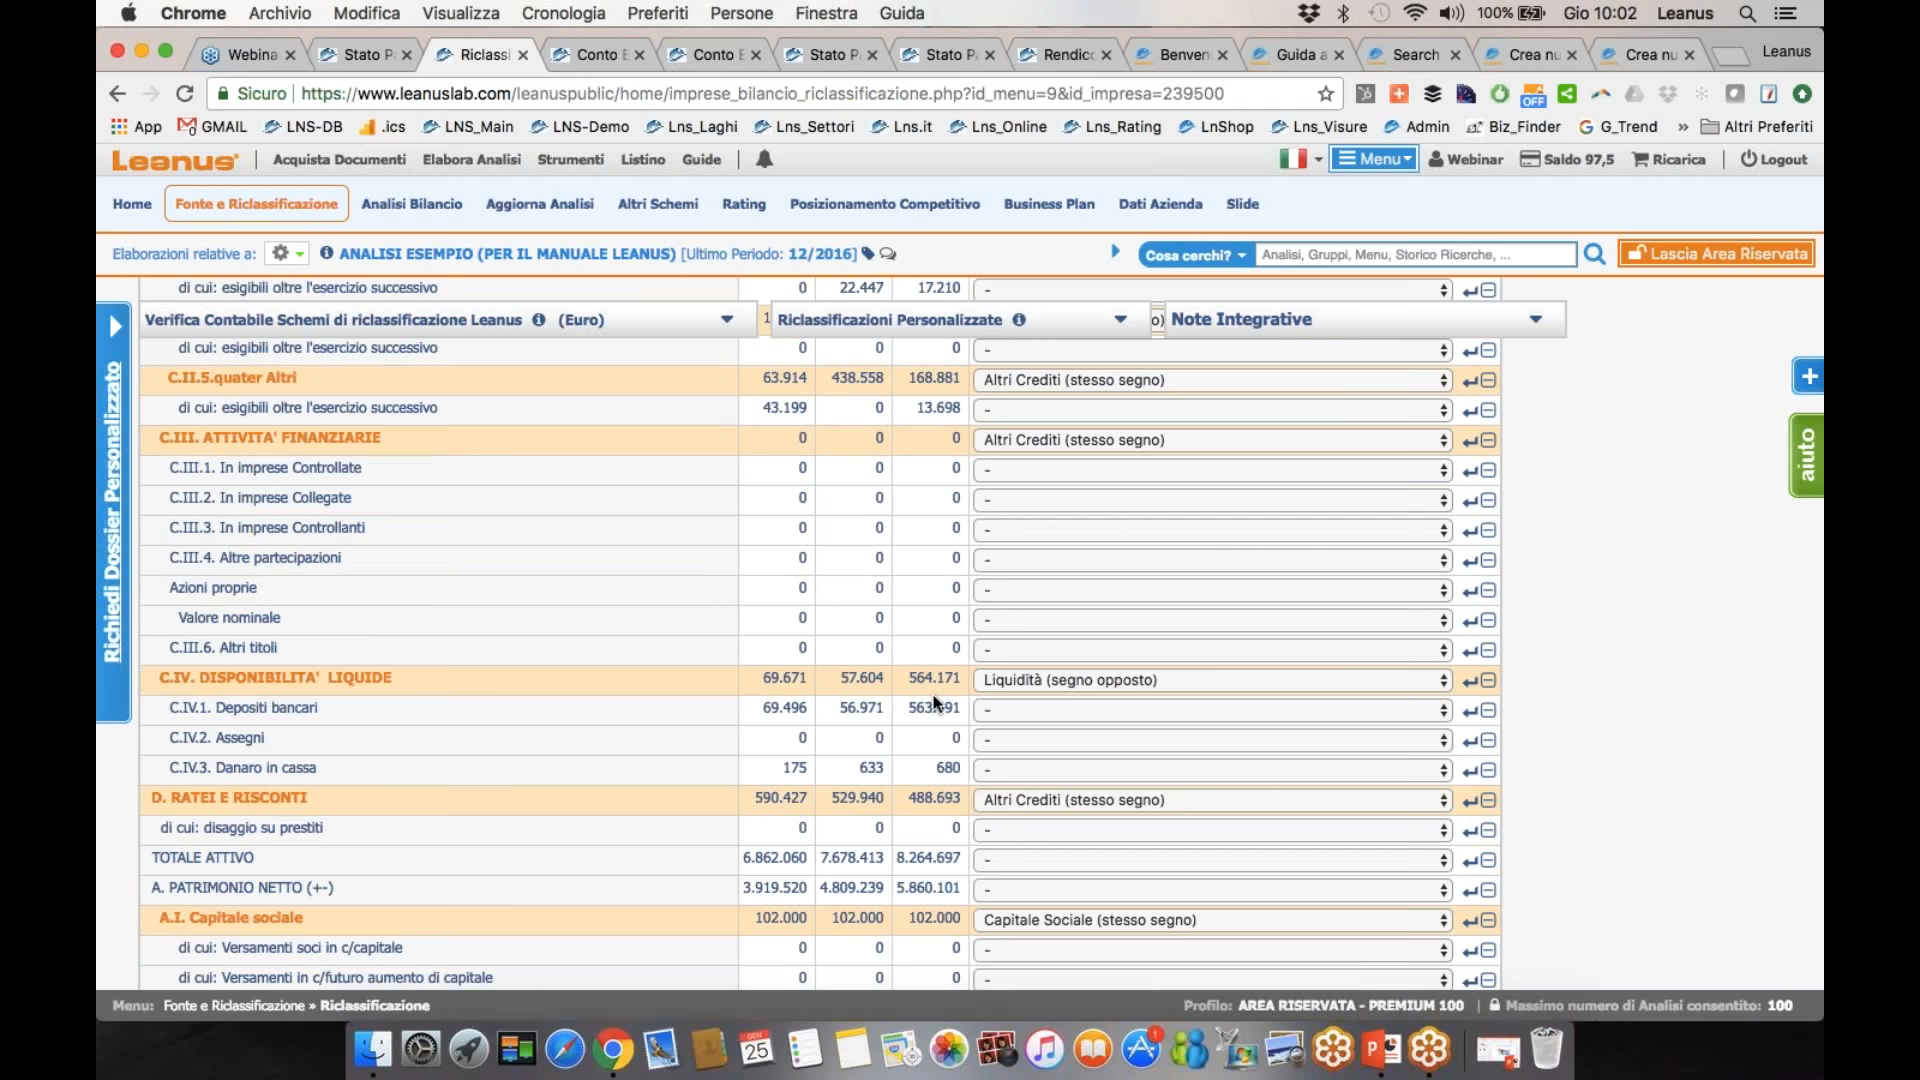 Chrome Archivio Modifica Visualizza Cronologia Preferiti Persone Finestra Guida 100% Gio 10:02 Leanus
Webina Stato P Riclassi Conto E Conto E Stato P Stato P Rendico Benven Guida a Search Crea nu Crea nu Leanus
Sicuro https://www.leanuslab.com/leanuspublic/home/imprese_bilancio_riclassificazione.php?id_menu=9&id_impresa=239500 OFF
App GMAIL LNS-DB .ics LNS_Main LNS-Demo Lns_Laghi Lns_Settori Lns.it Lns_Online Lns_Rating LnShop Lns_Visure Admin Biz_Finder G_Trend » Altri Preferiti
Leanus Acquista Documenti Elabora Analisi Strumenti Listino Guide Menu Webinar Saldo 97,5 Ricarica Logout
Home Fonte e Riclassificazione Analisi Bilancio Aggiorna Analisi Altri Schemi Rating Posizionamento Competitivo Business Plan Dati Azienda Slide
Elaborazioni relative a: ANALISI ESEMPIO (PER IL MANUALE LEANUS) [Ultimo Periodo: 12/2016] Cosa cerchi? Analisi, Gruppi, Menu, Storico Ricerche, ... Lascia Area Riservata
di cui: esigibili oltre l'esercizio successivo 0 22.447 17.210 -
Verifica Contabile Schemi di riclassificazione Leanus (Euro) 1 Riclassificazioni Personalizzate o) Note Integrative
di cui: esigibili oltre l'esercizio successivo 0 0 0 -
C.II.5.quater Altri 63.914 438.558 168.881 Altri Crediti (stesso segno)
di cui: esigibili oltre l'esercizio successivo 43.199 0 13.698 -
C.III. ATTIVITA' FINANZIARIE 0 0 0 Altri Crediti (stesso segno)
C.III.1. In imprese Controllate 0 0 0 -
C.III.2. In imprese Collegate 0 0 0 -
C.III.3. In imprese Controllanti 0 0 0 -
C.III.4. Altre partecipazioni 0 0 0 -
Azioni proprie 0 0 0 -
Valore nominale 0 0 0 -
C.III.6. Altri titoli 0 0 0 -
C.IV. DISPONIBILITA' LIQUIDE 69.671 57.604 564.171 Liquidità (segno opposto)
C.IV.1. Depositi bancari 69.496 56.971 -
C.IV.2. Assegni 0 0 0 -
C.IV.3. Danaro in cassa 175 633 680 -
D. RATEI E RISCONTI 590.427 529.940 488.693 Altri Crediti (stesso segno)
di cui: disaggio su prestiti 0 0 0 -
TOTALE ATTIVO 6.862.060 7.678.413 8.264.697 -
A. PATRIMONIO NETTO (+-) 3.919.520 4.809.239 5.860.101 -
A.I. Capitale sociale 102.000 102.000 102.000 Capitale Sociale (stesso segno)
di cui: Versamenti soci in c/capitale 0 0 0 -
di cui: Versamenti in c/futuro aumento di capitale 0 0 0 -
Richiedi Dossier Personalizzato
aiuto
Menu: Fonte e Riclassificazione » Riclassificazione Profilo: AREA RISERVATA - PREMIUM 100 Massimo numero di Analisi consentito: 100
GEN
25
1